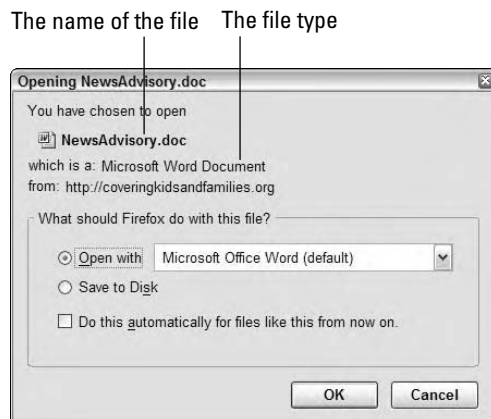 The name of the file The file type
Opening NewsAdvisory.doc
You have chosen to open
NewsAdvisory.doc
which is a: Microsoft Word Document
from: http://coveringkidsandfamilies.org
What should Firefox do with this file?
Open with Microsoft Office Word (default)
Save to Disk
Do this automatically for files like this from now on.
OK Cancel